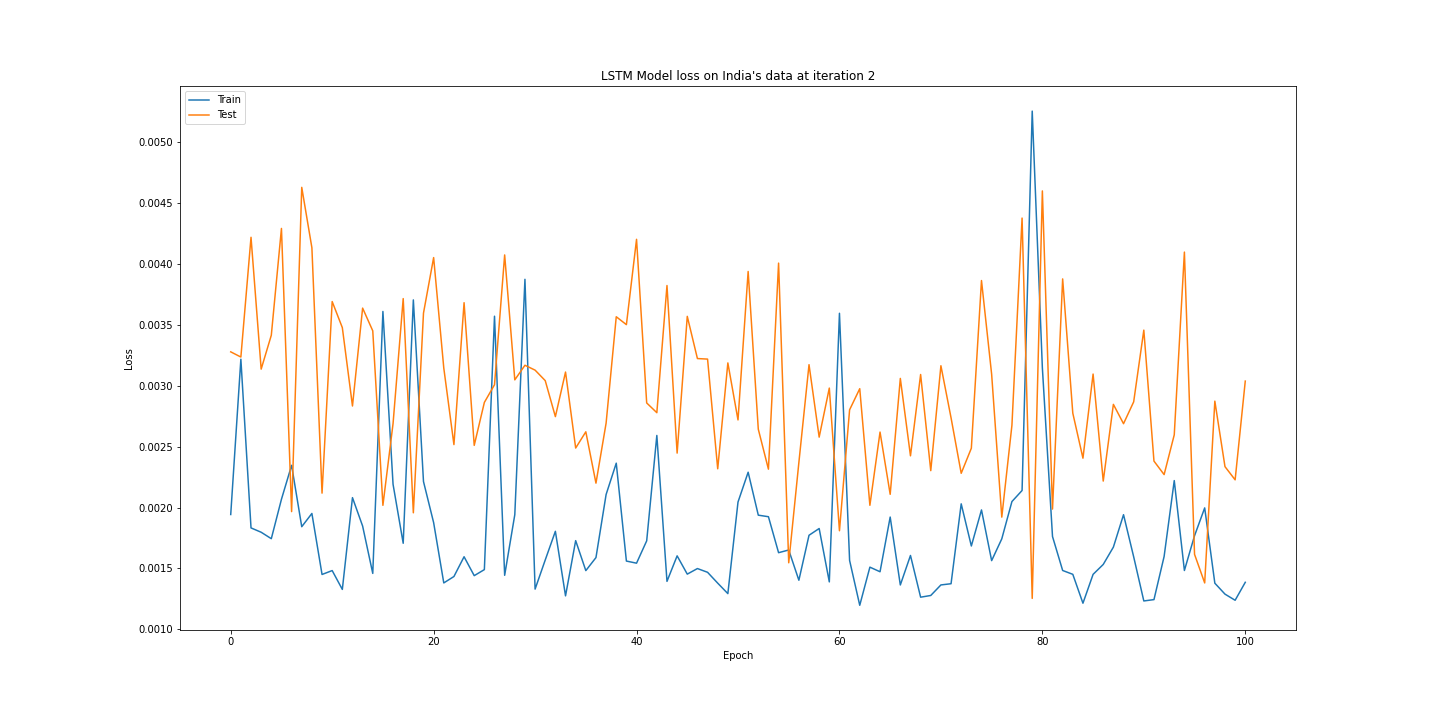 LSTM Model loss on India's data at iteration 2
Train
Test
0.0050
0.0045
0.0040
0.0035
0.0030
0.0025
0.0020
0.0015
0.0010
Loss
0 20 40 60 80 100
Epoch